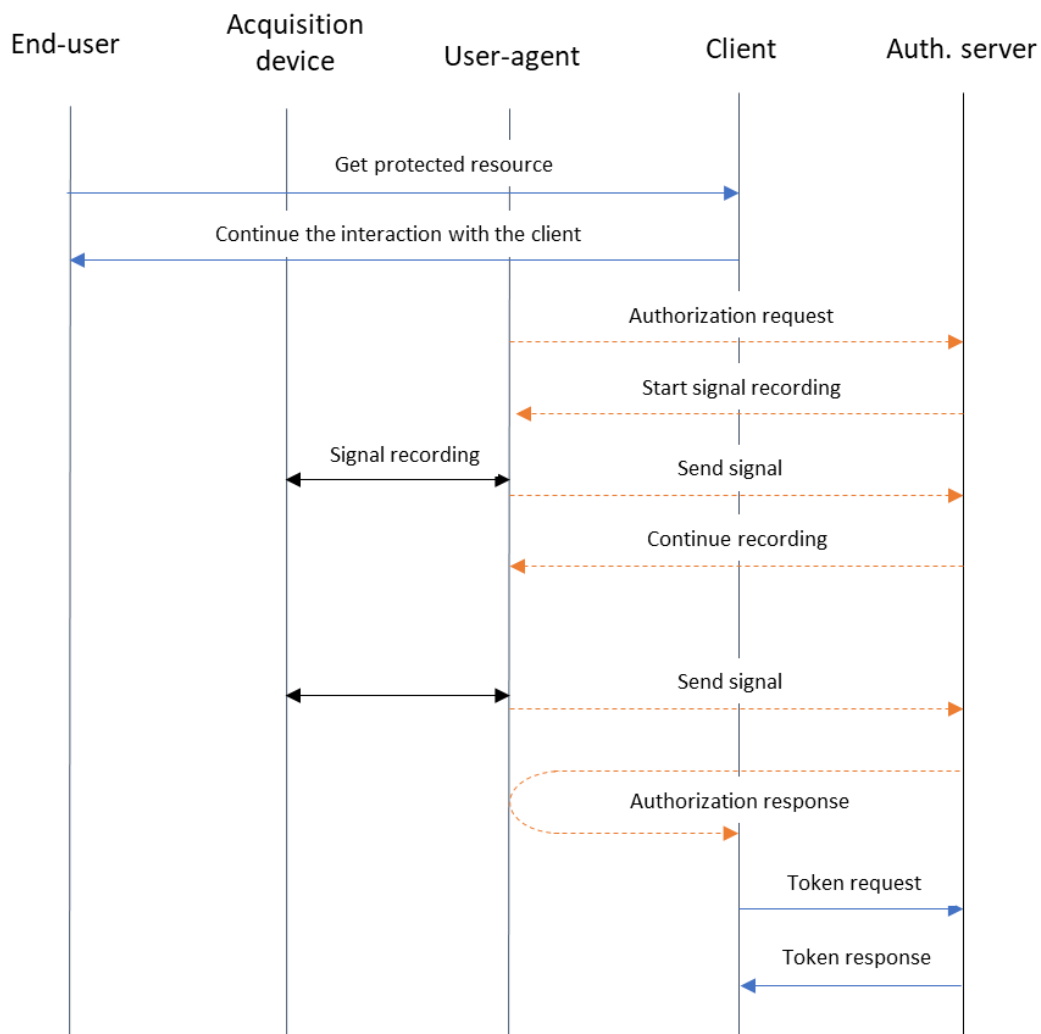 End-user
Acquisition
device
User-agent
Client
Auth. server
Get protected resource
Continue the interaction with the client
Authorization request
Start signal recording
Signal recording
Send signal
Continue recording
Send signal
Authorization response
Token request
Token response